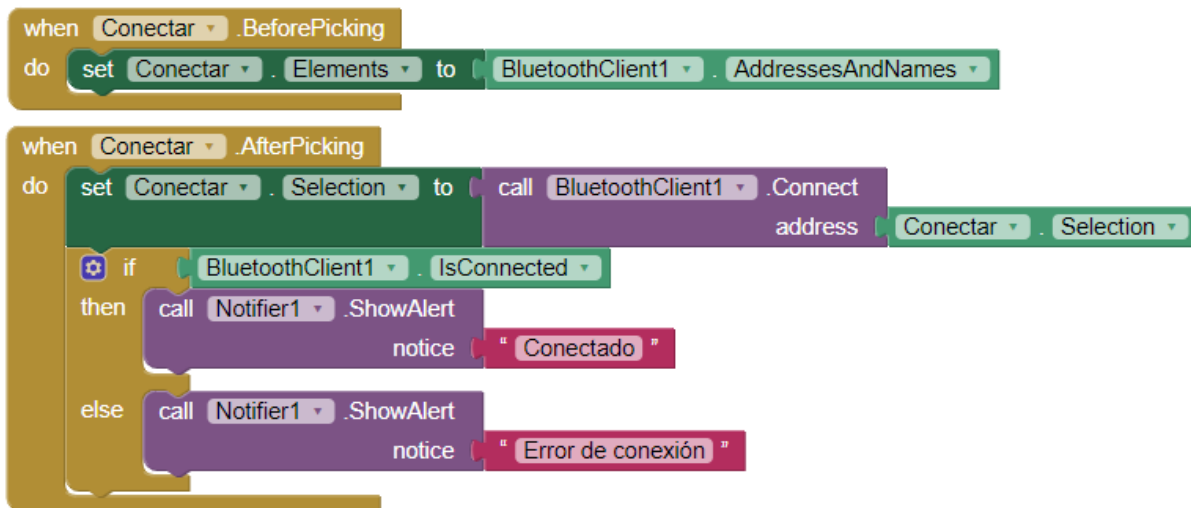 when Conectar .BeforePicking
do set Conectar . Elements to BluetoothClient1 . AddressesAndNames
when Conectar .AfterPicking
do set Conectar . Selection to call BluetoothClient1 .Connect
address Conectar . Selection
if BluetoothClient1 . IsConnected
then call Notifier1 .ShowAlert
notice “ Conectado ”
else call Notifier1 .ShowAlert
notice “ Error de conexión ”